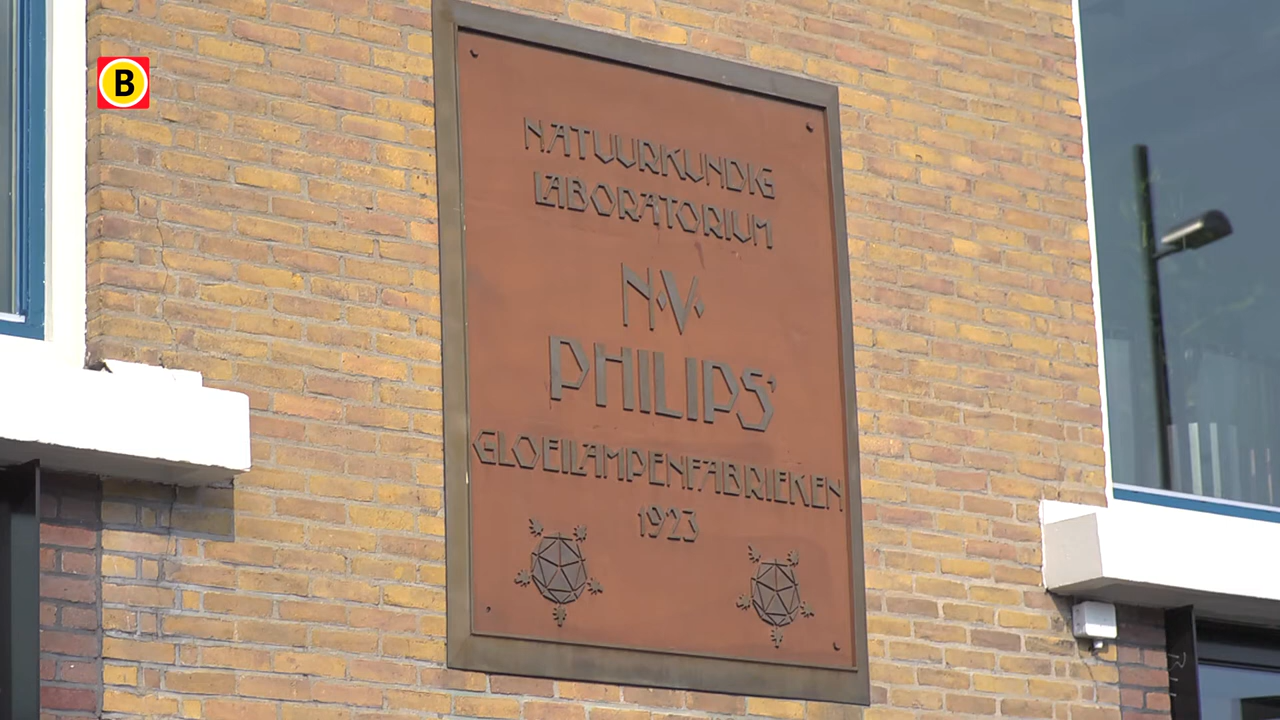 B
NATUURKUNDIG
LABORATORIUM
N.V.
PHILIPS'
GLOEILAMPENFABRIEKEN
1923